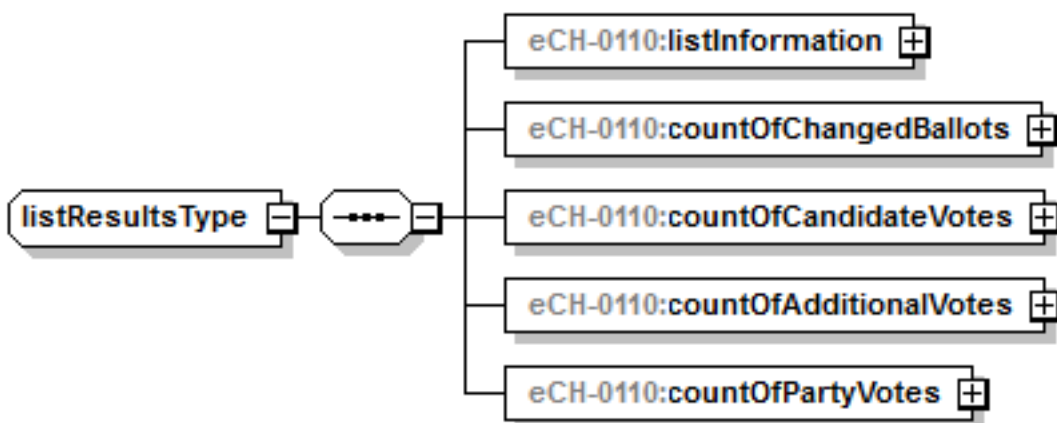 eCH-0110:listInformation
eCH-0110:countOfChangedBallots
listResultsType
eCH-0110:countOfCandidateVotes
eCH-0110:countOfAdditionalVotes
eCH-0110:countOfPartyVotes